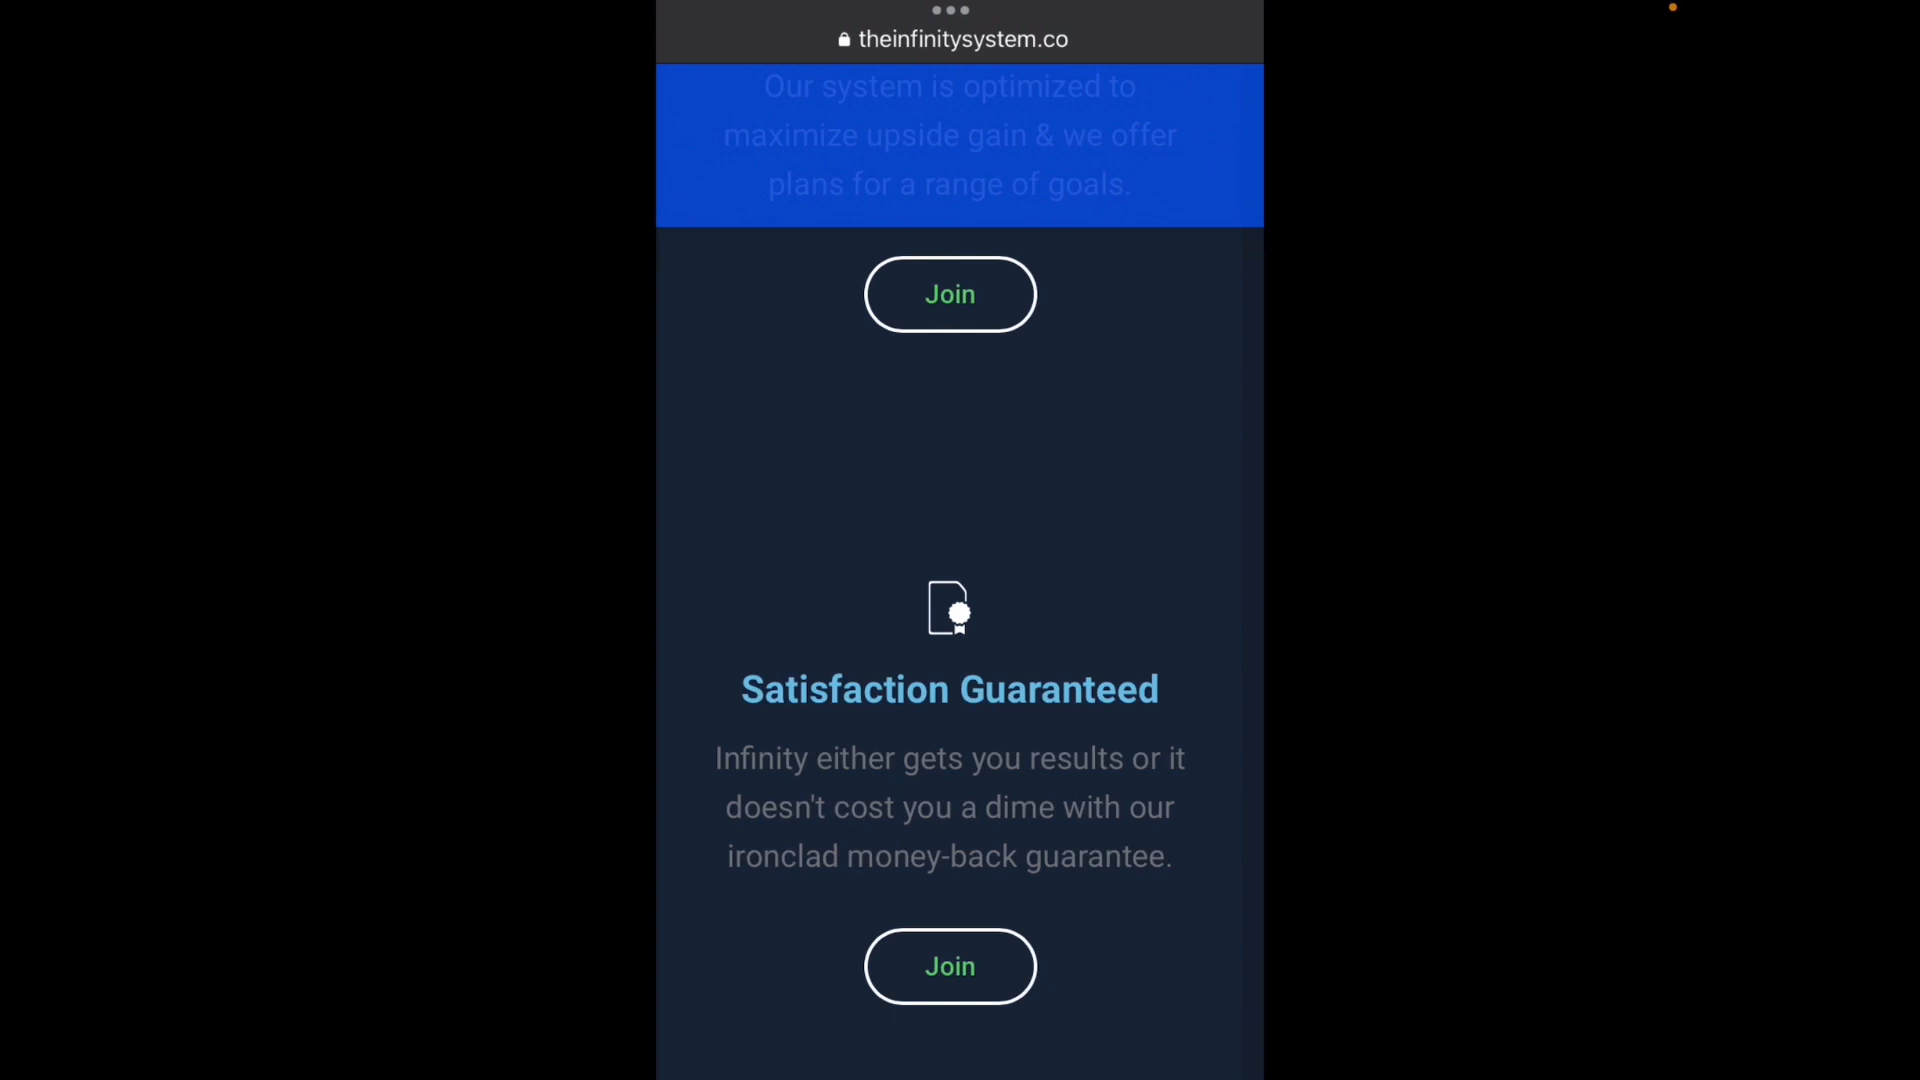 theinfinitysystem.co
Our system is optimized to
maximize upside gain & we offer
plans for a range of goals.
Join
Satisfaction Guaranteed
Infinity either gets you results or it
doesn't cost you a dime with our
ironclad money-back guarantee.
Join